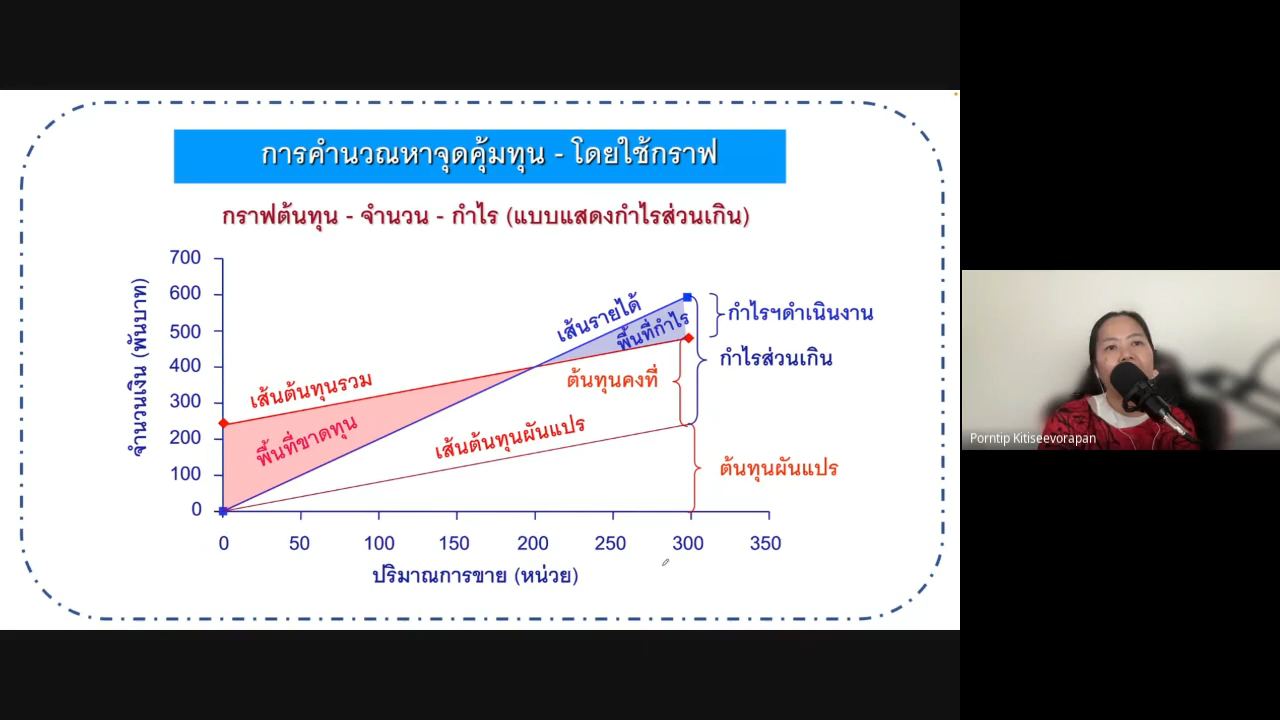 การคำนวณหาจุดคุ้มทุน - โดยใช้กราฟ
กราฟต้นทุน - จำนวน - กำไร (แบบแสดงกำไรส่วนเกิน)
จำนวนเงิน (พันบาท)
700
600
500
400
300
200
100
0
เส้นรายได้
พื้นที่กำไร
กำไรฯดำเนินงาน
กำไรส่วนเกิน
ต้นทุนคงที่
เส้นต้นทุนรวม
พื้นที่ขาดทุน
เส้นต้นทุนผันแปร
ต้นทุนผันแปร
0 50 100 150 200 250 300 350
ปริมาณการขาย (หน่วย)
Porntip Kitiseevorapan